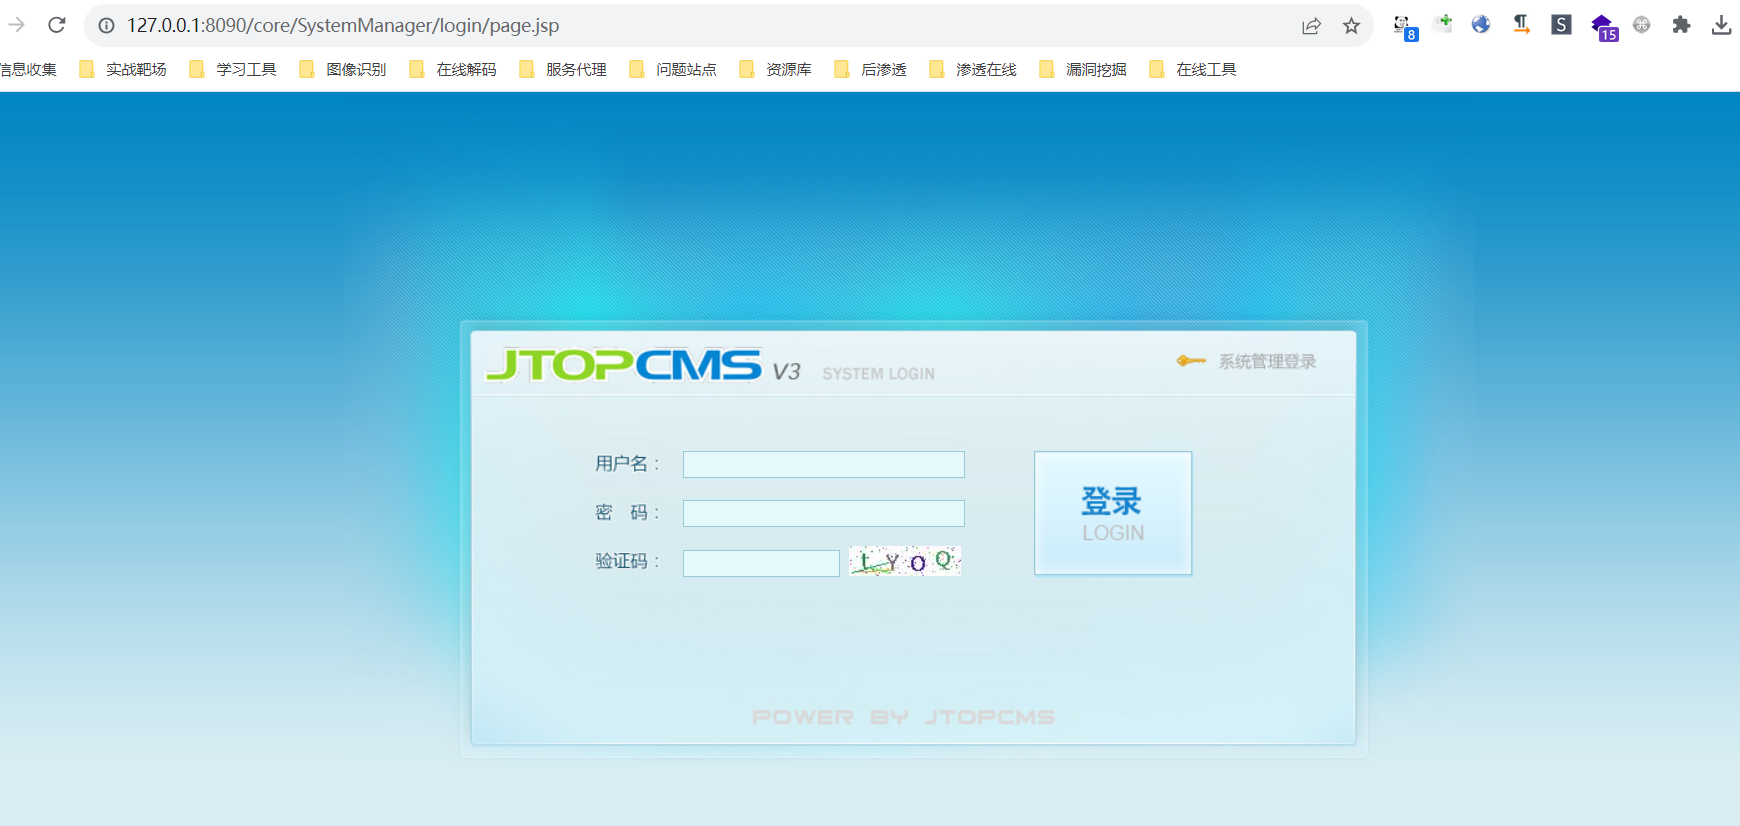 127.0.0.1:8090/core/SystemManager/login/page.jsp
8
S
15
信息收集 实战靶场 学习工具 图像识别 在线解码 服务代理 问题站点 资源库 后渗透 渗透在线 漏洞挖掘 在线工具
JTOPCMS V3 SYSTEM LOGIN 系统管理登录
用户名：
密 码：
登录
LOGIN
验证码： tYOQ
POWER BY JTOPCMS